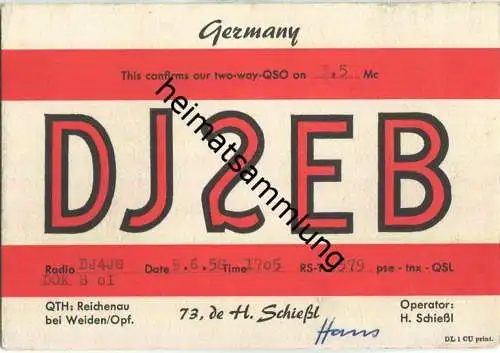 Germany
This confirms our two-way-QSO on 3.5 Mc
DJ2EB
heimatsammlung
Radio DJ4JG Date 5.6.58 Time 1705 RS-T 579 pse - tnx - QSL
DOK B 01
QTH: Reichenau
bei Weiden/Opf.
73, de H. Schießl
Hans
Operator:
H. Schießl
DL 1 CU print.